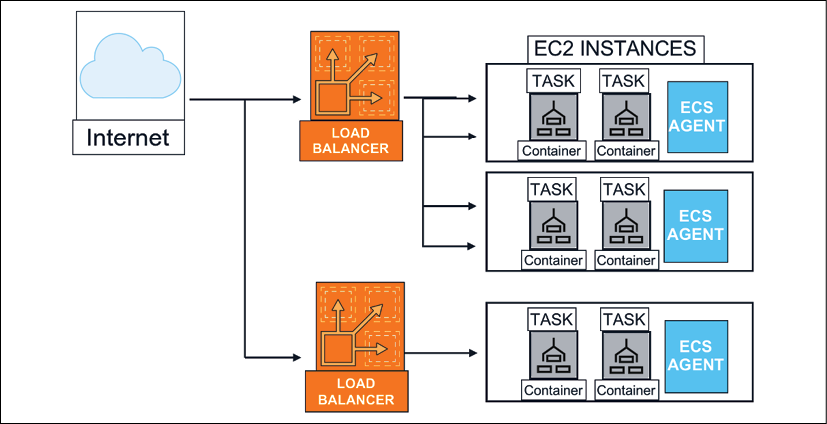 EC2 INSTANCES
Internet
LOAD
BALANCER
TASK TASK
ECS
AGENT
Container Container
TASK TASK
ECS
AGENT
Container Container
LOAD
BALANCER
TASK TASK
ECS
AGENT
Container Container